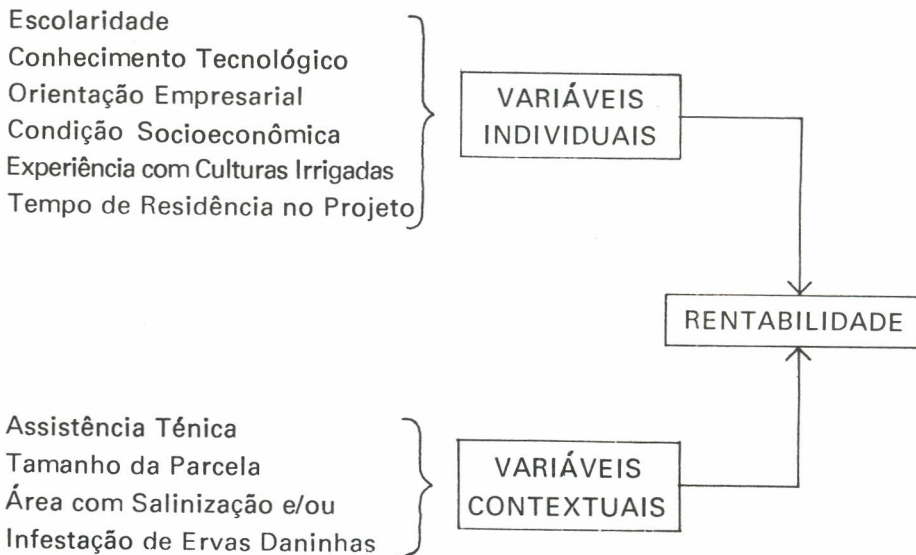 Escolaridade
Conhecimento Tecnológico
Orientação Empresarial
Condição Socioeconômica
Experiência com Culturas Irrigadas
Tempo de Residência no Projeto
VARIÁVEIS
INDIVIDUAIS
RENTABILIDADE
Assistência Ténica
Tamanho da Parcela
Área com Salinização e/ou
Infestação de Ervas Daninhas
VARIÁVEIS
CONTEXTUAIS